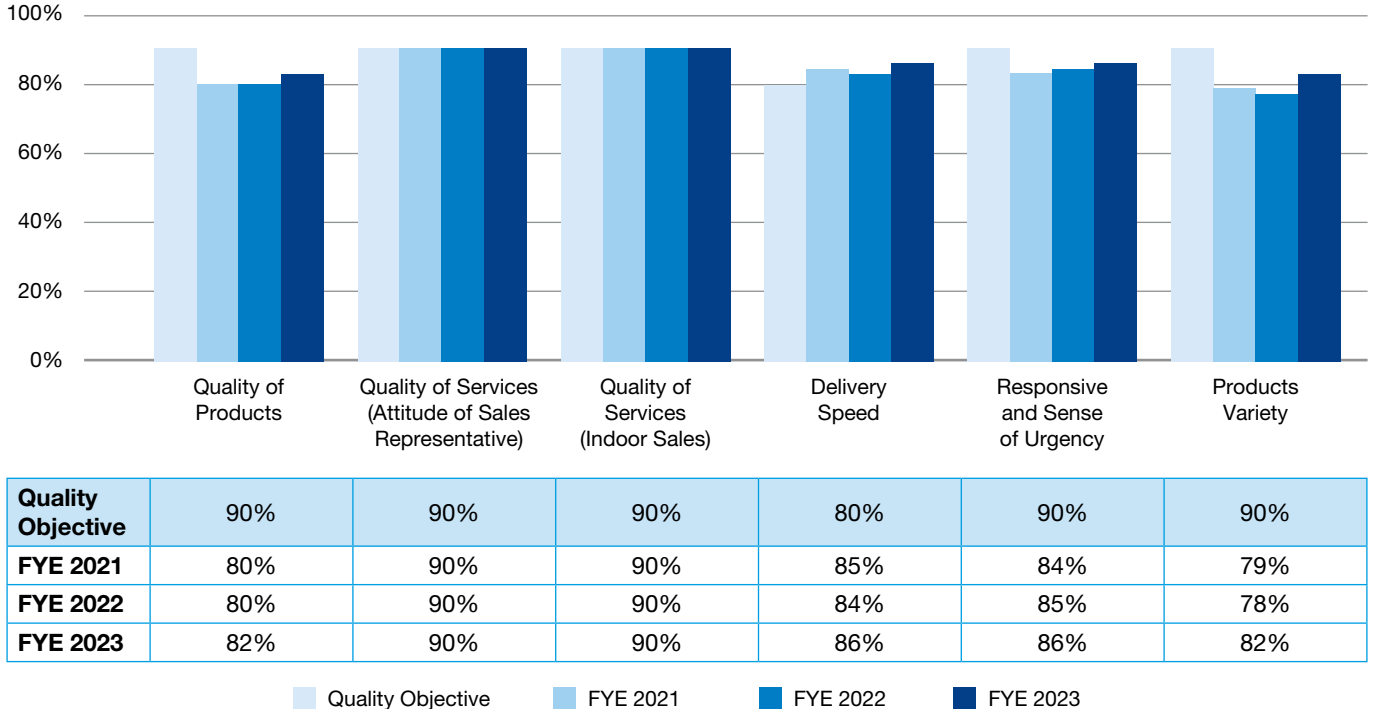 100%
80%
60%
40%
20%
0%
Quality of
Products
Quality of Services
(Attitude of Sales
Representative)
Quality of
Services
(Indoor Sales)
Delivery
Speed
Responsive
and Sense
of Urgency
Products
Variety
Quality
Objective 90% 90% 90% 80% 90% 90%
FYE 2021 80% 90% 90% 85% 84% 79%
FYE 2022 80% 90% 90% 84% 85% 78%
FYE 2023 82% 90% 90% 86% 86% 82%
Quality Objective FYE 2021 FYE 2022 FYE 2023